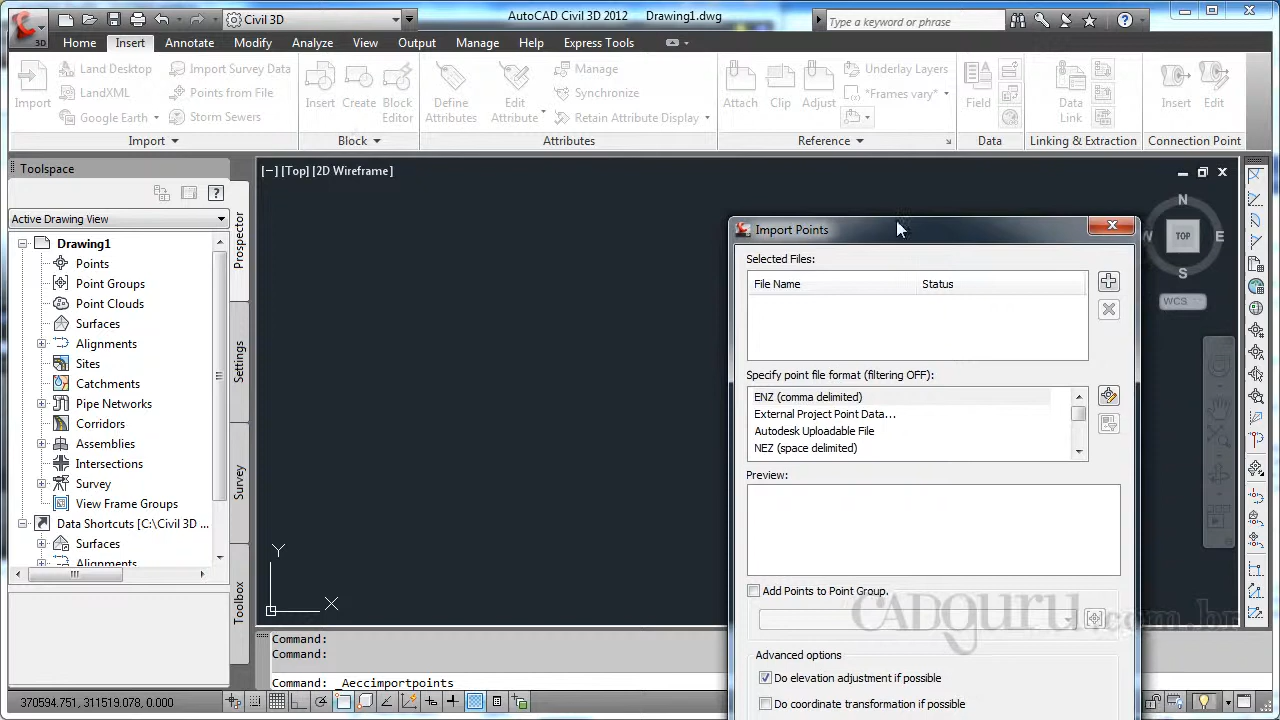 Civil 3D
AutoCAD Civil 3D 2012 Drawing1.dwg
Type a keyword or phrase
3D
Home Insert Annotate Modify Analyze View Output Manage Help Express Tools
Import
Land Desktop
LandXML
Google Earth
Import Survey Data
Points from File
Storm Sewers
Import
Insert
Create
Block
Editor
Block
Define
Attributes
Edit
Attribute
Manage
Synchronize
Retain Attribute Display
Attributes
Attach
Clip
Adjust
Underlay Layers
*Frames vary*
Reference
Field
Data
Data
Link
Linking & Extraction
Insert
Edit
Connection Point
Toolspace
Active Drawing View
Drawing1
Points
Point Groups
Point Clouds
Surfaces
Alignments
Sites
Catchments
Pipe Networks
Corridors
Assemblies
Intersections
Survey
View Frame Groups
Data Shortcuts [C:\Civil 3D ...
Surfaces
Alignments
Prospector
Settings
Survey
Toolbox
[−] [Top] [2D Wireframe]
Y
X
N
W
TOP
E
S
WCS
Import Points
Selected Files:
File Name Status
Specify point file format (filtering OFF):
ENZ (comma delimited)
External Project Point Data...
Autodesk Uploadable File
NEZ (space delimited)
Preview:
Add Points to Point Group.
CADguru.com.br
Advanced options
Do elevation adjustment if possible
Do coordinate transformation if possible
Command:
Command:
Command: _Aeccimportpoints
370594.067, 311519.078, 0.000